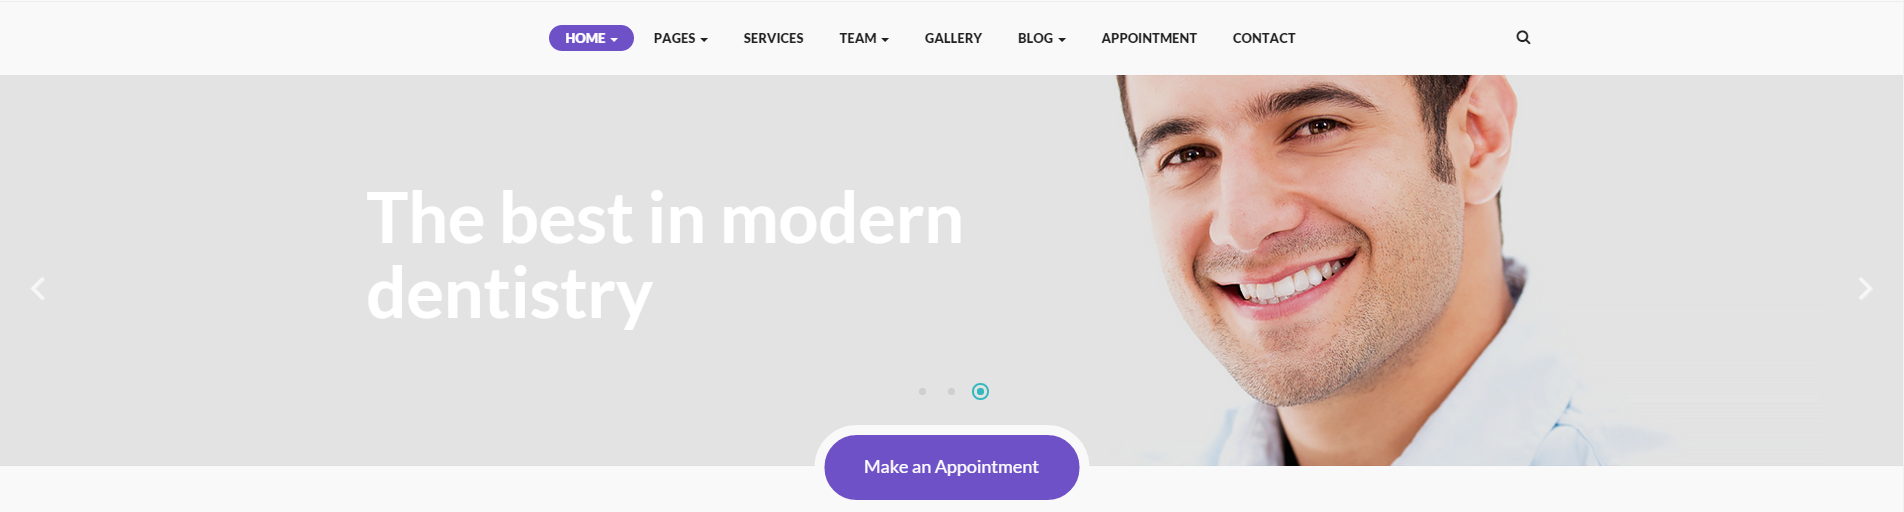 HOME PAGES SERVICES TEAM GALLERY BLOG APPOINTMENT CONTACT
The best in modern
dentistry
Make an Appointment